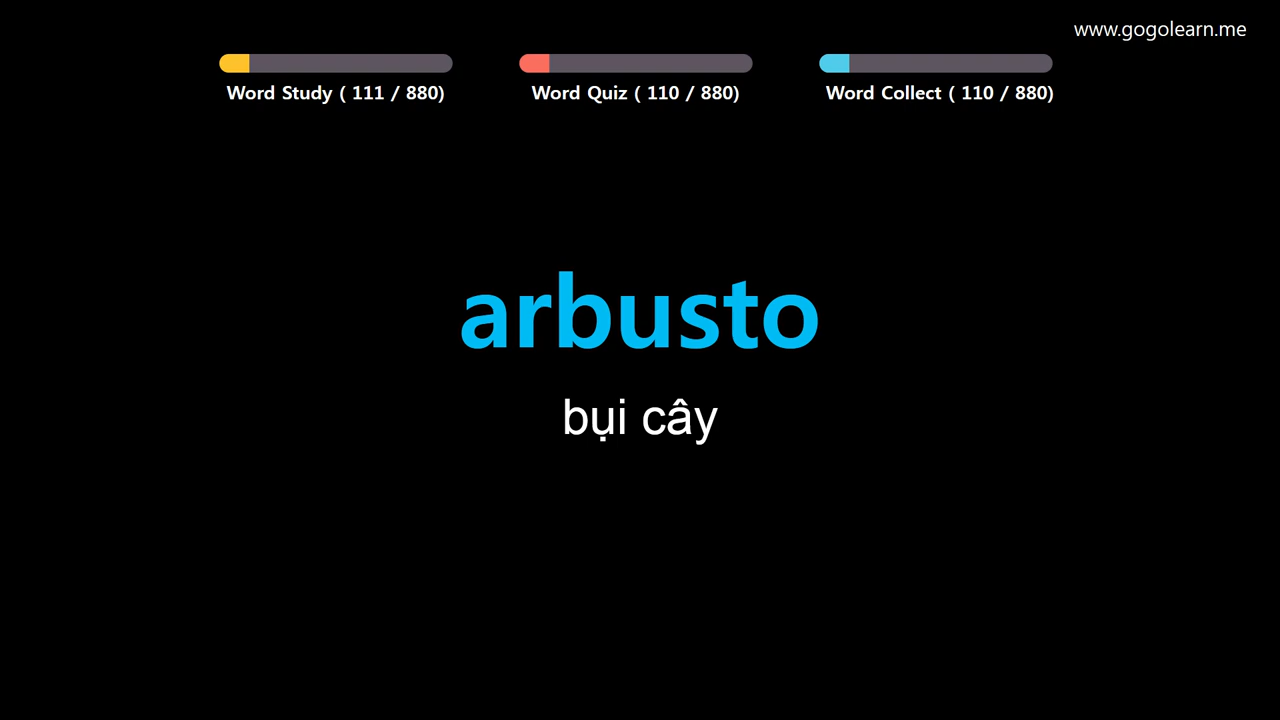 www.gogolearn.me
Word Study ( 111 / 880)
Word Quiz ( 110 / 880)
Word Collect ( 110 / 880)
arbusto
bụi cây